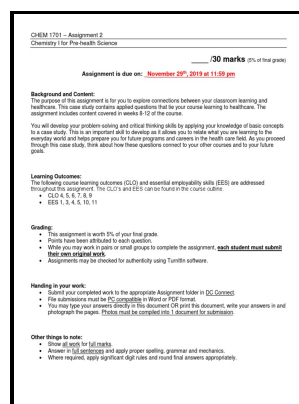 CHEM 1701 – Assignment 2
Chemistry I for Pre-health Science
_____ /30 marks (5% of final grade)
Assignment is due on: November 29th, 2019 at 11:59 pm
Background and Content:
The purpose of this assignment is for you to explore connections between your classroom learning and
healthcare. This case study contains applied questions that tie your course learning to healthcare. The
assignment includes content covered in weeks 8-12 of the course.
You will develop your problem-solving and critical thinking skills by applying your knowledge of basic concepts
to a case study. This is an important skill to develop as it allows you to relate what you are learning to the
everyday world and helps prepare you for future programs and careers in the health care field. As you proceed
through this case study, think about how these questions connect to your other courses and to your future
goals.
Learning Outcomes:
The following course learning outcomes (CLO) and essential employability skills (EES) are addressed
throughout this assignment. The CLO's and EES can be found in the course outline.
• CLO 4, 5, 6, 7, 8, 9
• EES 1, 3, 4, 5, 10, 11
Grading:
• This assignment is worth 5% of your final grade.
• Points have been attributed to each question.
• While you may work in pairs or small groups to complete the assignment, each student must submit
their own original work.
• Assignments may be checked for authenticity using TurnItIn software.
Handing in your work:
• Submit your completed work to the appropriate Assignment folder in DC Connect.
• File submissions must be PC compatible in Word or PDF format.
• You may type your answers directly in this document OR print this document, write your answers in and
photograph the pages. Photos must be compiled into 1 document for submission.
Other things to note:
• Show all work for full marks.
• Answer in full sentences and apply proper spelling, grammar and mechanics.
• Where required, apply significant digit rules and round final answers appropriately.